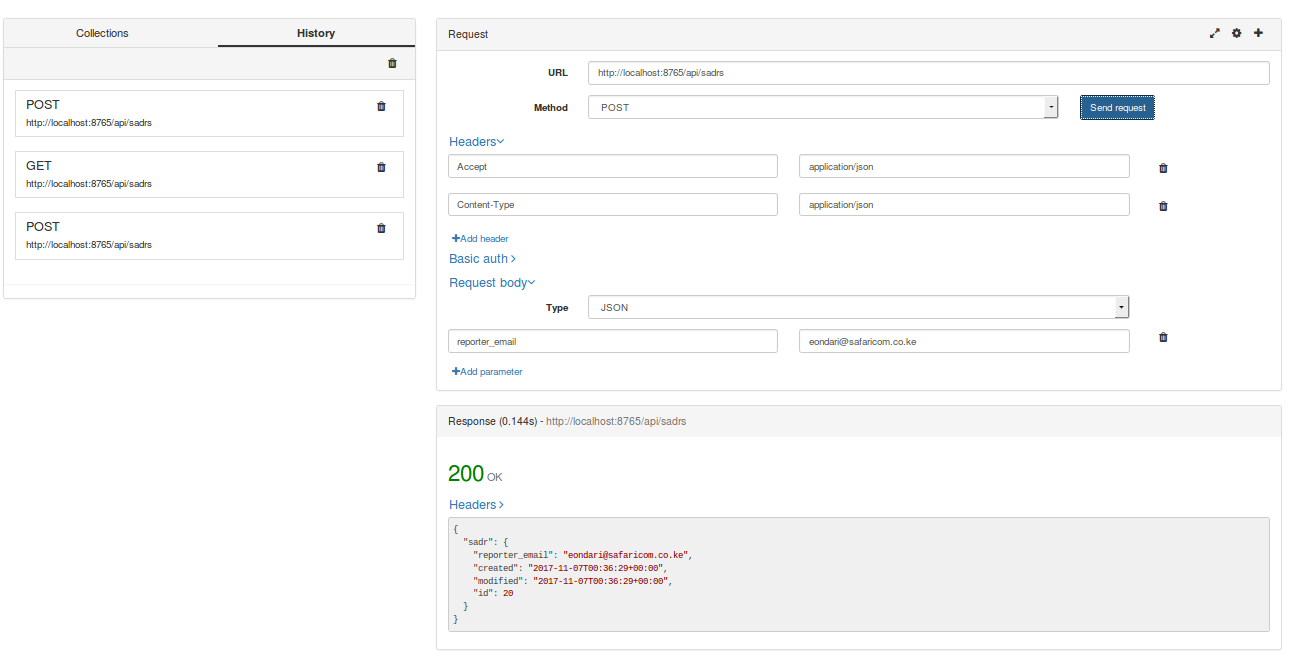 Collections
History
POST
http://localhost:8765/api/sadrs
GET
http://localhost:8765/api/sadrs
POST
http://localhost:8765/api/sadrs
Request
URL
http://localhost:8765/api/sadrs
Method
POST
Send request
Headers
Accept
application/json
Content-Type
application/json
Add header
Basic auth
Request body
Type
JSON
reporter_email
eondari@safaricom.co.ke
Add parameter
Response (0.144s) - http://localhost:8765/api/sadrs
200 OK
Headers
{
"sadr": {
"reporter_email": "eondari@safaricom.co.ke",
"created": "2017-11-07T00:36:29+00:00",
"modified": "2017-11-07T00:36:29+00:00",
"id": 20
}
}